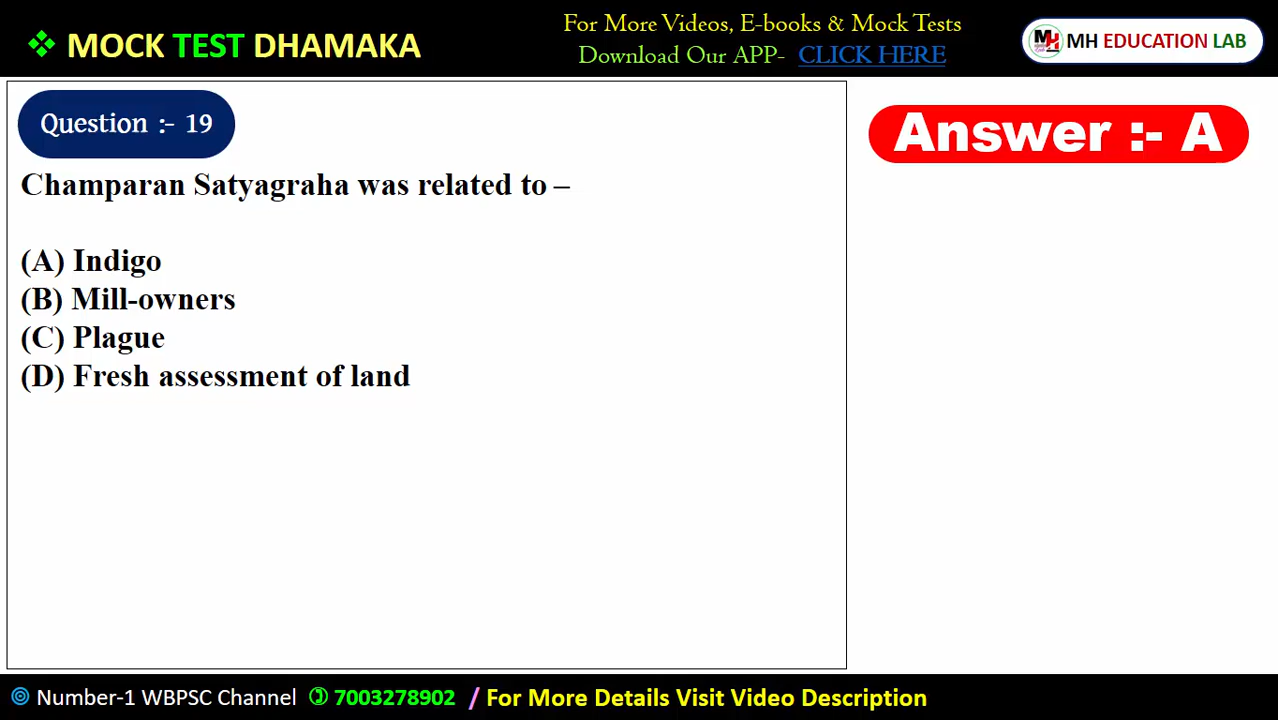 MOCK TEST DHAMAKA
For More Videos, E-books & Mock Tests
Download Our APP- CLICK HERE
MH EDUCATION LAB
Question :- 19
Answer :- A
Champaran Satyagraha was related to –
(A) Indigo
(B) Mill-owners
(C) Plague
(D) Fresh assessment of land
Number-1 WBPSC Channel 7003278902 / For More Details Visit Video Description